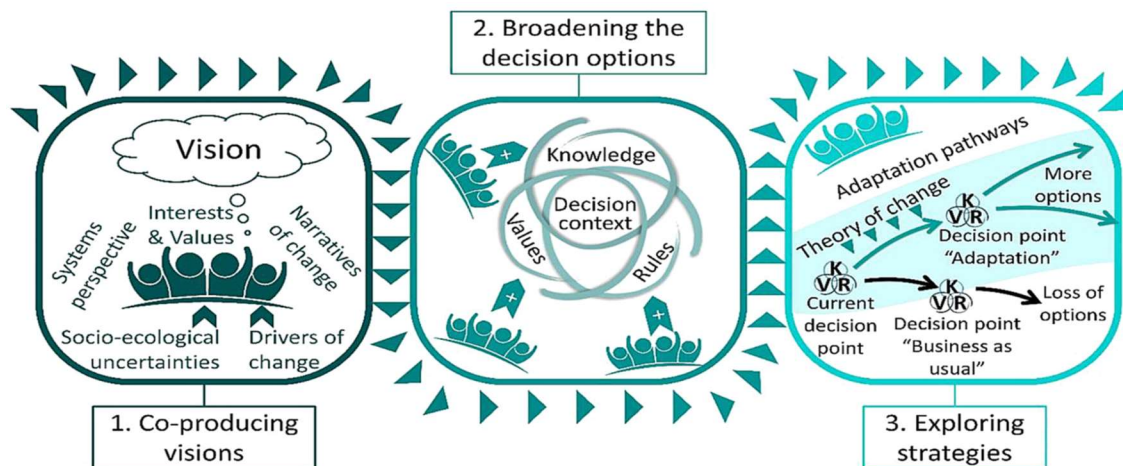 2. Broadening the
decision options
Vision
Interests
& Values
Systems
perspective
Narratives
of change
Socio-ecological
uncertainties
Drivers of
change
1. Co-producing
visions
+
Knowledge
Decision
context
Values
Rules
+
+
Adaptation pathways
Theory of change
More
options
K
V R
Decision point
“Adaptation”
K
V R
Current
decision
point
K
V R
Decision point
“Business as
usual”
Loss of
options
3. Exploring
strategies